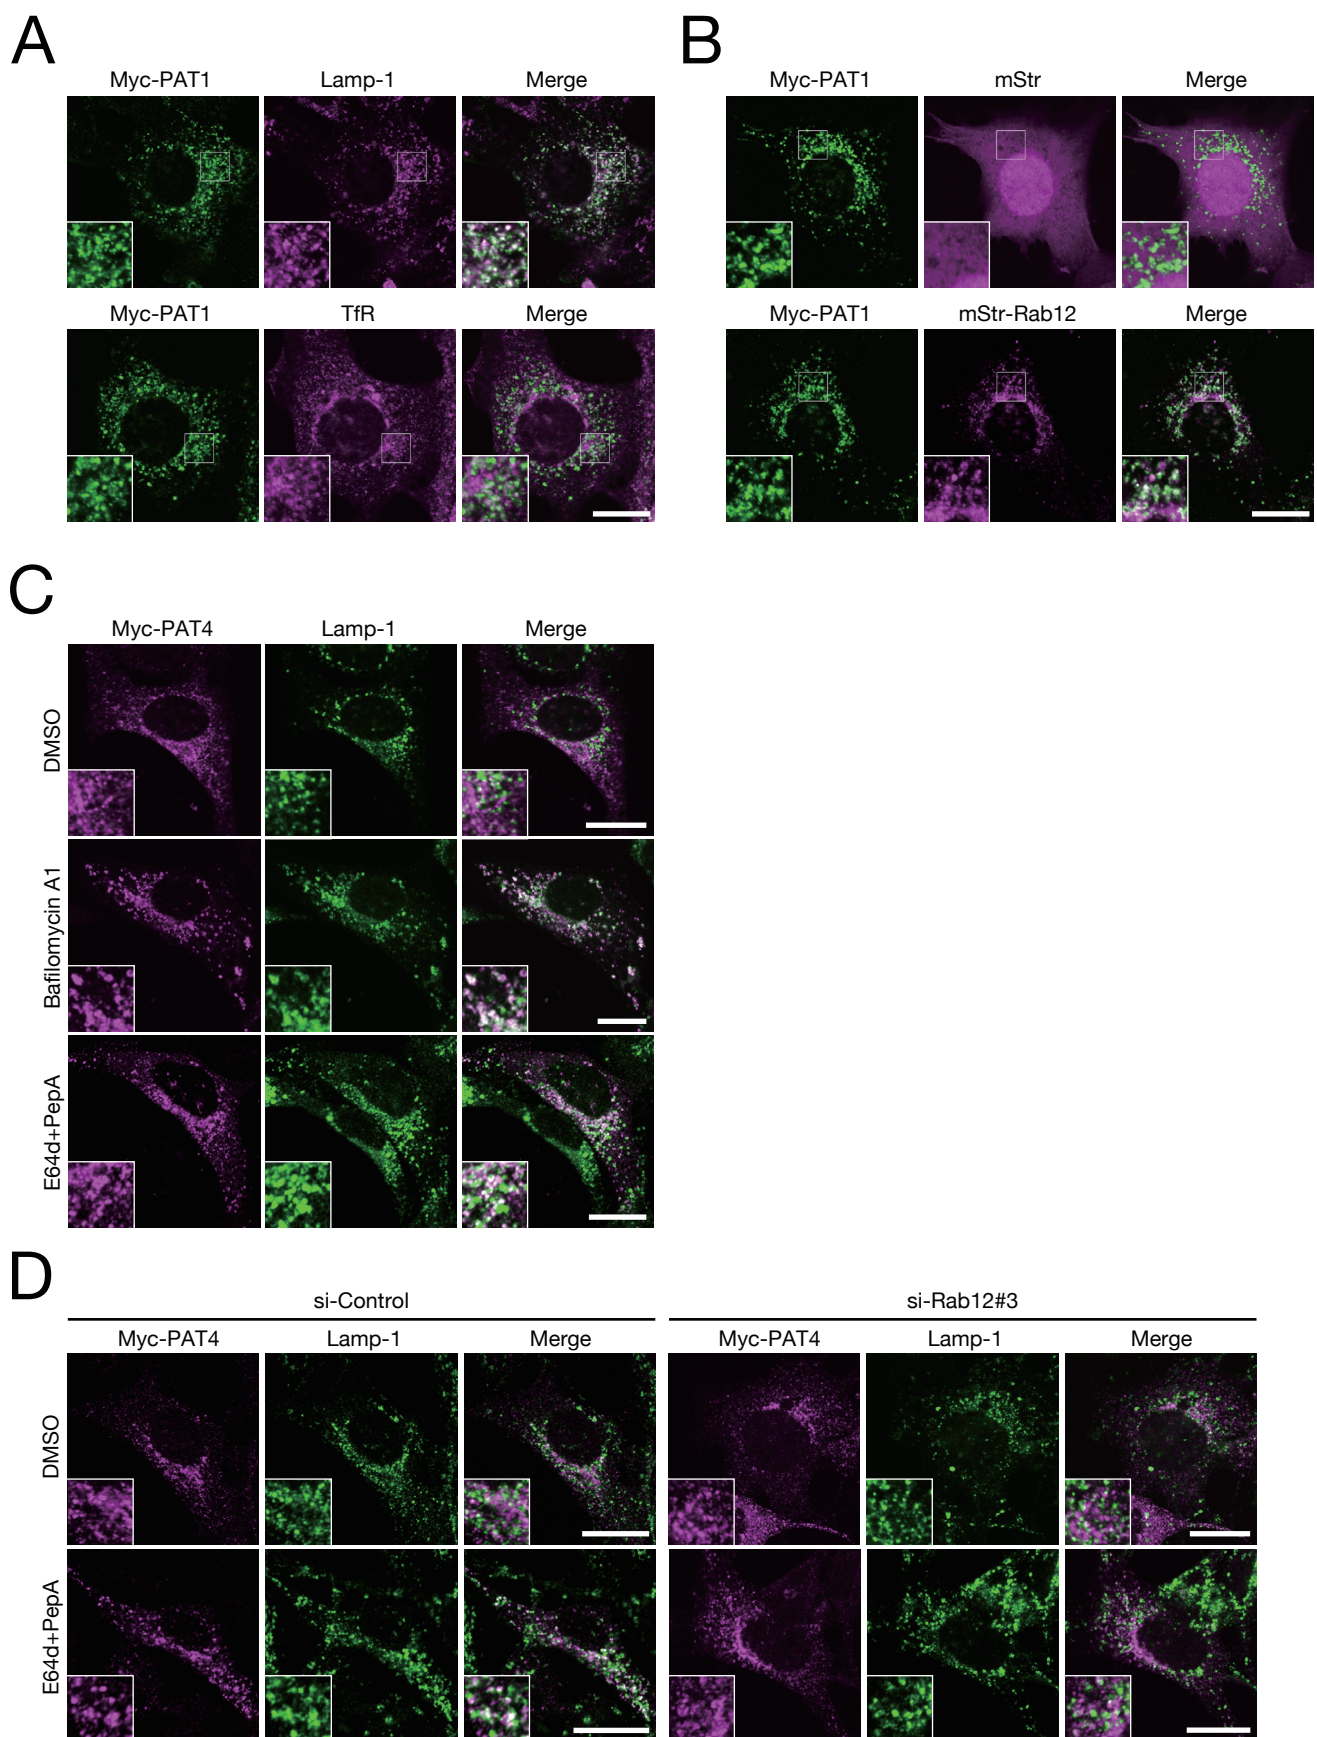 A
Myc-PAT1 Lamp-1 Merge
Myc-PAT1 TfR Merge
B
Myc-PAT1 mStr Merge
Myc-PAT1 mStr-Rab12 Merge
C
Myc-PAT4 Lamp-1 Merge
DMSO
Bafilomycin A1
E64d+PepA
D
si-Control si-Rab12#3
Myc-PAT4 Lamp-1 Merge Myc-PAT4 Lamp-1 Merge
DMSO
E64d+PepA